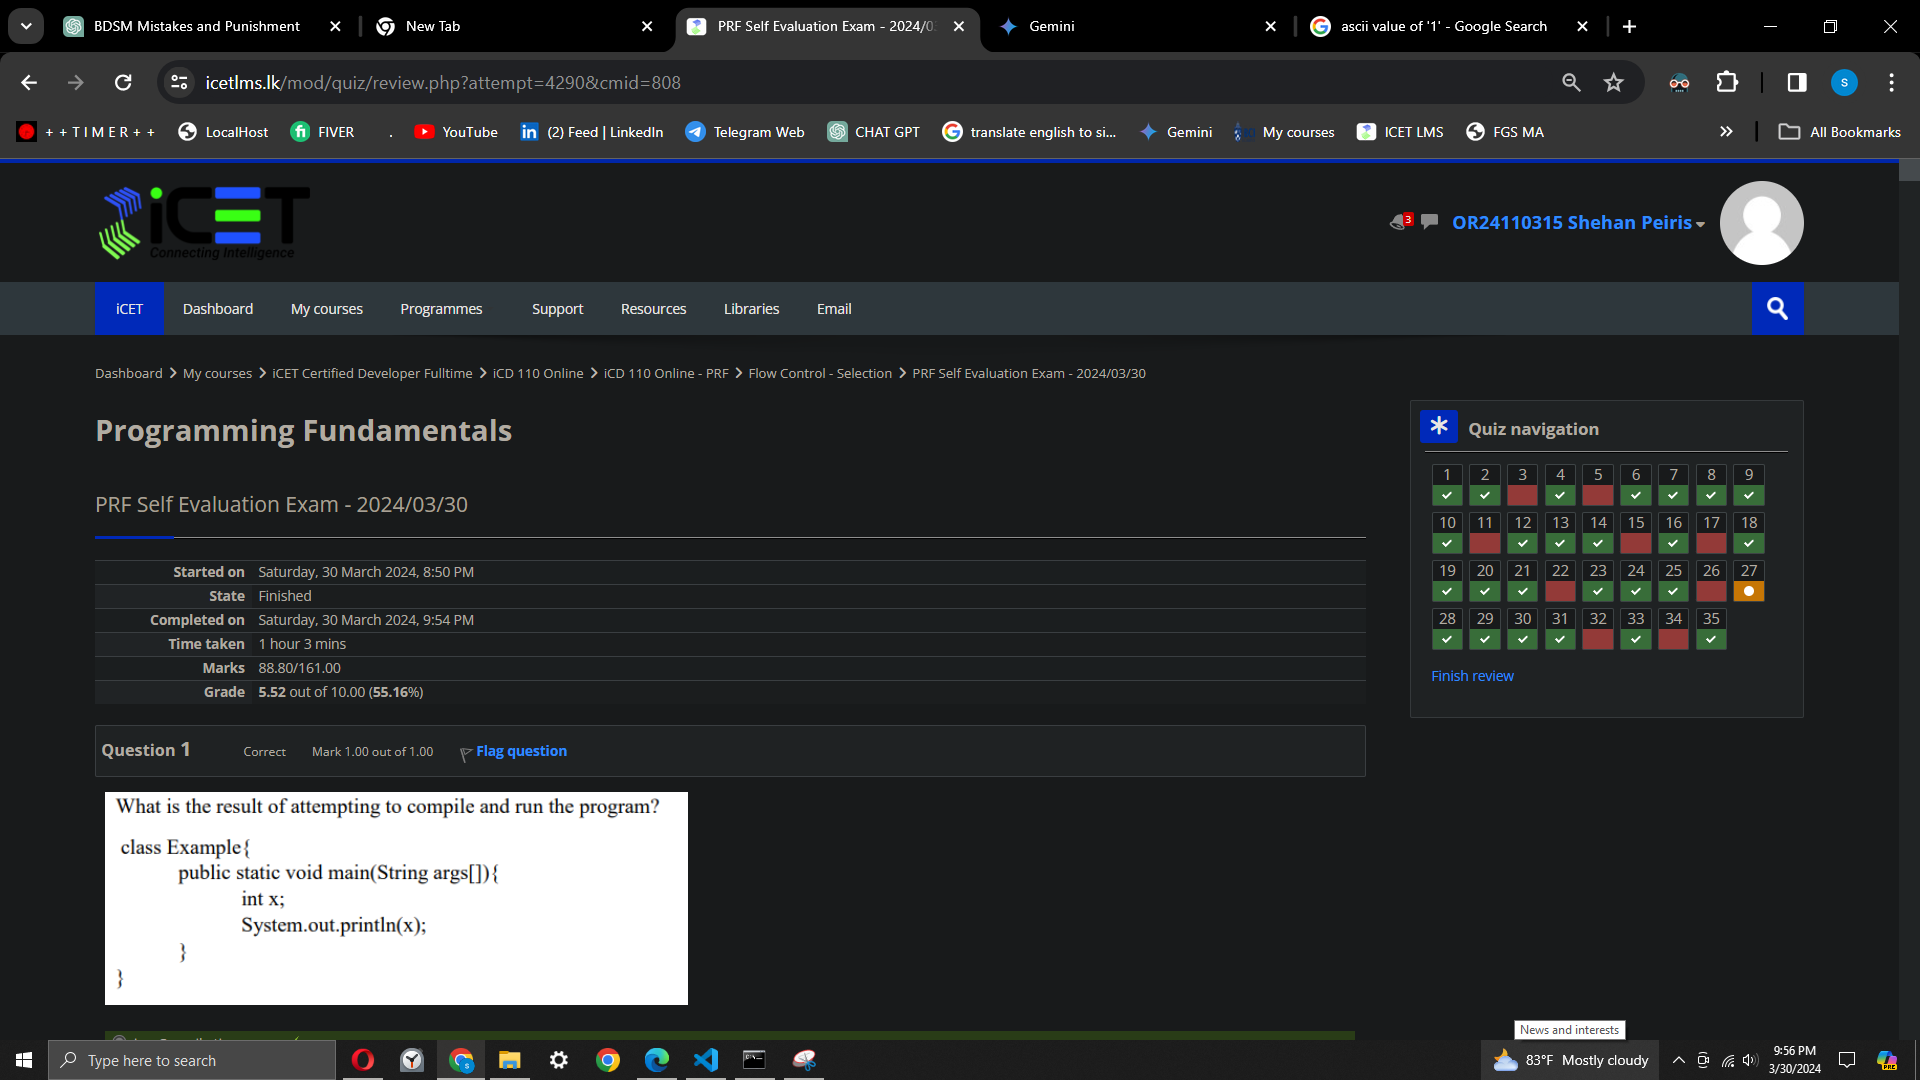 BDSM Mistakes and Punishment
New Tab
PRF Self Evaluation Exam - 2024/03
Gemini
ascii value of '1' - Google Search
icetlms.lk/mod/quiz/review.php?attempt=4290&cmid=808
S
+ + T I M E R + +
LocalHost
FIVER
.
YouTube
(2) Feed | LinkedIn
Telegram Web
CHAT GPT
translate english to si...
Gemini
My courses
ICET LMS
FGS MA
All Bookmarks
iCET
Connecting Intelligence
3
OR24110315 Shehan Peiris
iCET
Dashboard
My courses
Programmes
Support
Resources
Libraries
Email
Dashboard > My courses > iCET Certified Developer Fulltime > iCD 110 Online > iCD 110 Online - PRF > Flow Control - Selection > PRF Self Evaluation Exam - 2024/03/30
Programming Fundamentals
PRF Self Evaluation Exam - 2024/03/30
Started on Saturday, 30 March 2024, 8:50 PM
State Finished
Completed on Saturday, 30 March 2024, 9:54 PM
Time taken 1 hour 3 mins
Marks 88.80/161.00
Grade 5.52 out of 10.00 (55.16%)
Question 1 Correct Mark 1.00 out of 1.00 Flag question
What is the result of attempting to compile and run the program?
class Example{
public static void main(String args[]){
int x;
System.out.println(x);
}
}
Quiz navigation
1 2 3 4 5 6 7 8 9
10 11 12 13 14 15 16 17 18
19 20 21 22 23 24 25 26 27
28 29 30 31 32 33 34 35
Finish review
News and interests
Type here to search
83°F Mostly cloudy
9:56 PM
3/30/2024